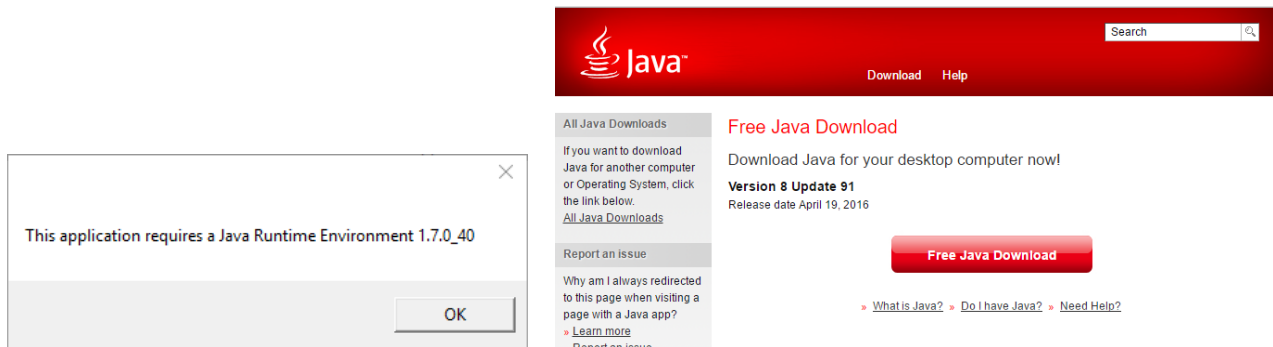 This application requires a Java Runtime Environment 1.7.0_40
OK
Java™
Search
Download Help
All Java Downloads
If you want to download
Java for another computer
or Operating System, click
the link below.
All Java Downloads
Report an issue
Why am I always redirected
to this page when visiting a
page with a Java app?
» Learn more
Report an issue
Free Java Download
Download Java for your desktop computer now!
Version 8 Update 91
Release date April 19, 2016
Free Java Download
» What is Java? » Do I have Java? » Need Help?